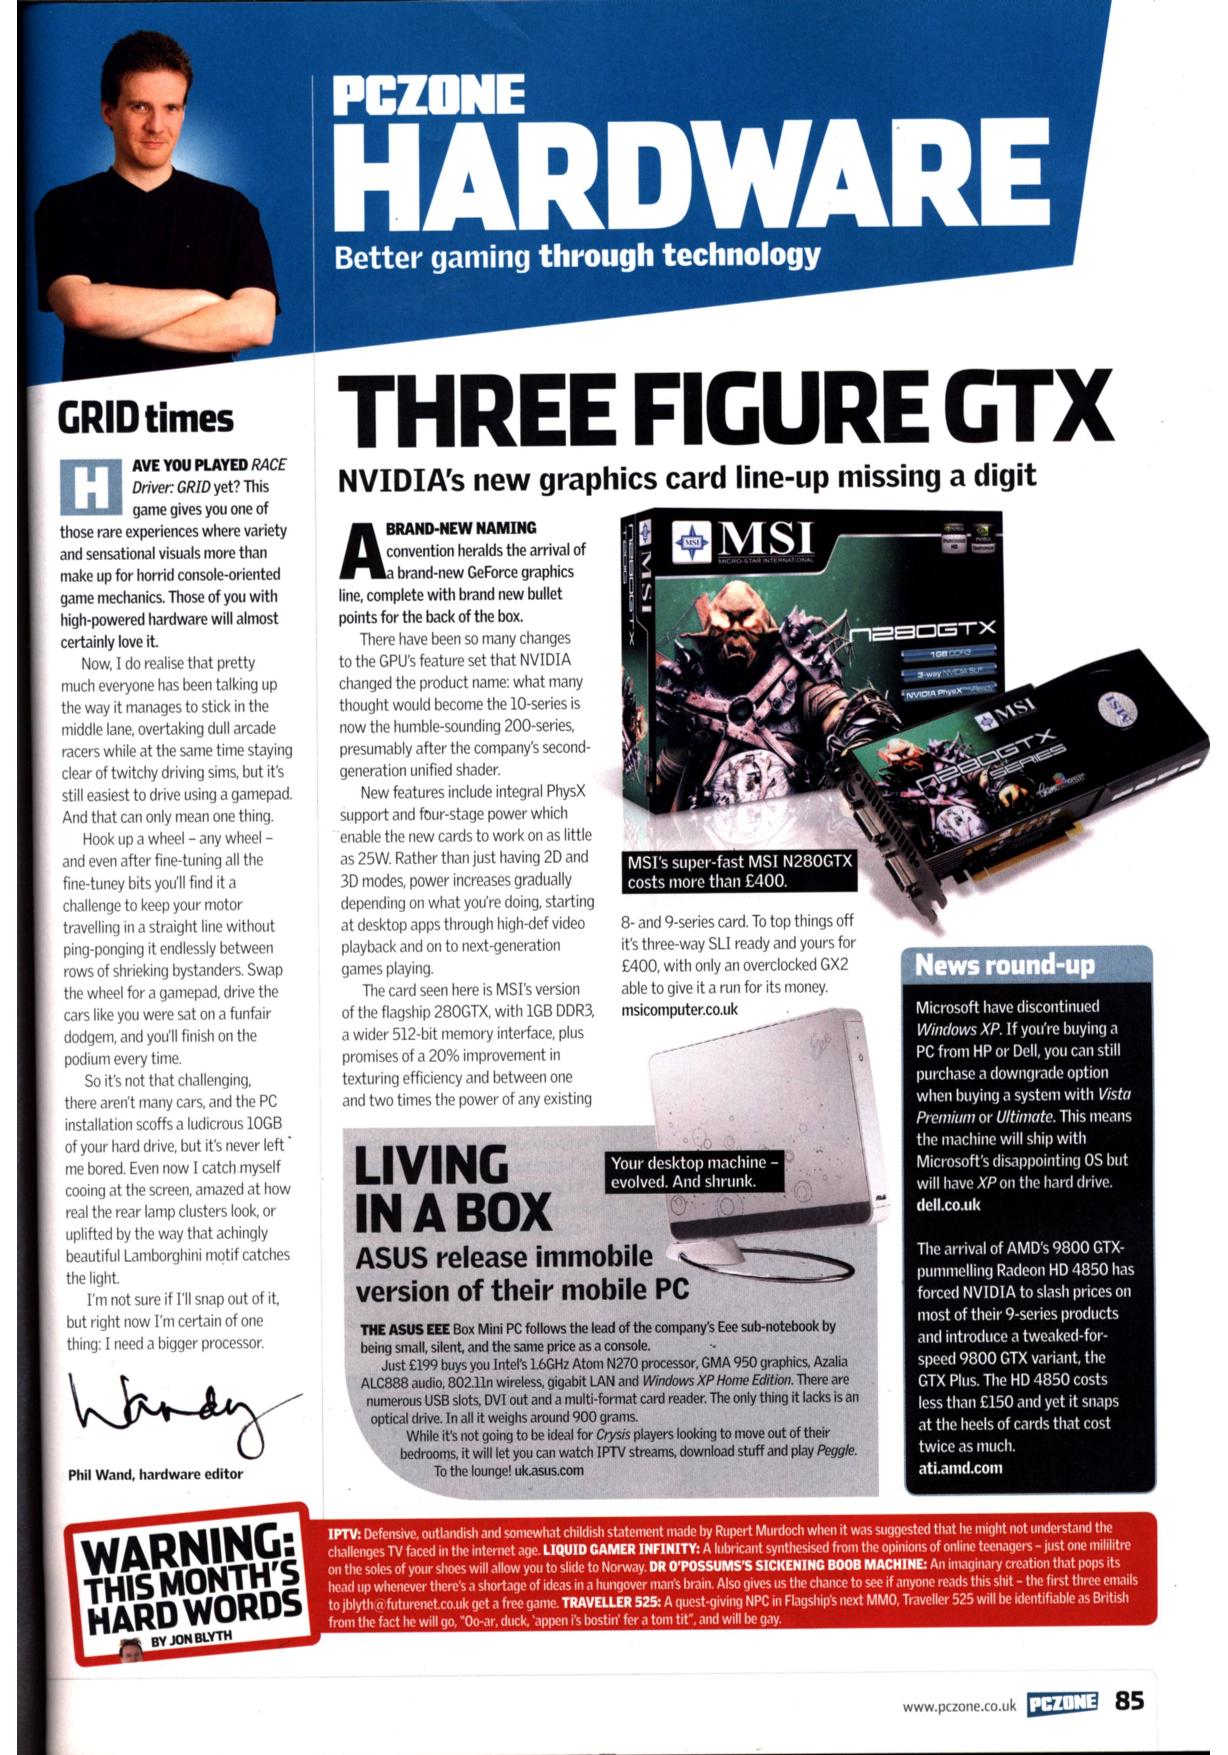 PCZONE
HARDWARE
Better gaming through technology
GRID times
HAVE YOU PLAYED RACE
Driver: GRID yet? This
game gives you one of
those rare experiences where variety
and sensational visuals more than
make up for horrid console-oriented
game mechanics. Those of you with
high-powered hardware will almost
certainly love it.
Now, I do realise that pretty
much everyone has been talking up
the way it manages to stick in the
middle lane, overtaking dull arcade
racers while at the same time staying
clear of twitchy driving sims, but it's
still easiest to drive using a gamepad.
And that can only mean one thing.
Hook up a wheel – any wheel –
and even after fine-tuning all the
fine-tuney bits you'll find it a
challenge to keep your motor
travelling in a straight line without
ping-ponging it endlessly between
rows of shrieking bystanders. Swap
the wheel for a gamepad, drive the
cars like you were sat on a funfair
dodgem, and you'll finish on the
podium every time.
So it's not that challenging,
there aren't many cars, and the PC
installation scoffs a ludicrous 10GB
of your hard drive, but it's never left
me bored. Even now I catch myself
cooing at the screen, amazed at how
real the rear lamp clusters look, or
uplifted by the way that achingly
beautiful Lamborghini motif catches
the light.
I'm not sure if I'll snap out of it,
but right now I'm certain of one
thing: I need a bigger processor.
Wandy
Phil Wand, hardware editor
THREE FIGURE GTX
NVIDIA's new graphics card line-up missing a digit
A BRAND-NEW NAMING
convention heralds the arrival of
a brand-new GeForce graphics
line, complete with brand new bullet
points for the back of the box.
There have been so many changes
to the GPU's feature set that NVIDIA
changed the product name: what many
thought would become the 10-series is
now the humble-sounding 200-series,
presumably after the company's second-
generation unified shader.
New features include integral PhysX
support and four-stage power which
enable the new cards to work on as little
as 25W. Rather than just having 2D and
3D modes, power increases gradually
depending on what you're doing, starting
at desktop apps through high-def video
playback and on to next-generation
games playing.
The card seen here is MSI's version
of the flagship 280GTX, with 1GB DDR3,
a wider 512-bit memory interface, plus
promises of a 20% improvement in
texturing efficiency and between one
and two times the power of any existing
MSI
MSI
MICRO-STAR INTERNATIONAL
N280GTX
1GB DDR3
3-way NVIDIA SLI
NVIDIA PhysX Ready
MSI
N280GTX
SERIES
MSI
MSI's super-fast MSI N280GTX
costs more than £400.
8- and 9-series card. To top things off
it's three-way SLI ready and yours for
£400, with only an overclocked GX2
able to give it a run for its money.
msicomputer.co.uk
Eee
Your desktop machine –
evolved. And shrunk.
LIVING
IN A BOX
ASUS release immobile
version of their mobile PC
THE ASUS EEE Box Mini PC follows the lead of the company's Eee sub-notebook by
being small, silent, and the same price as a console.
Just £199 buys you Intel's 1.6GHz Atom N270 processor, GMA 950 graphics, Azalia
ALC888 audio, 802.11n wireless, gigabit LAN and Windows XP Home Edition. There are
numerous USB slots, DVI out and a multi-format card reader. The only thing it lacks is an
optical drive. In all it weighs around 900 grams.
While it's not going to be ideal for Crysis players looking to move out of their
bedrooms, it will let you can watch IPTV streams, download stuff and play Peggle.
To the lounge! uk.asus.com
News round-up
Microsoft have discontinued
Windows XP. If you're buying a
PC from HP or Dell, you can still
purchase a downgrade option
when buying a system with Vista
Premium or Ultimate. This means
the machine will ship with
Microsoft's disappointing OS but
will have XP on the hard drive.
dell.co.uk
The arrival of AMD's 9800 GTX-
pummelling Radeon HD 4850 has
forced NVIDIA to slash prices on
most of their 9-series products
and introduce a tweaked-for-
speed 9800 GTX variant, the
GTX Plus. The HD 4850 costs
less than £150 and yet it snaps
at the heels of cards that cost
twice as much.
ati.amd.com
WARNING:
THIS MONTH'S
HARD WORDS
BY JON BLYTH
IPTV: Defensive, outlandish and somewhat childish statement made by Rupert Murdoch when it was suggested that he might not understand the
challenges TV faced in the internet age. LIQUID GAMER INFINITY: A lubricant synthesised from the opinions of online teenagers – just one mililitre
on the soles of your shoes will allow you to slide to Norway. DR O'POSSUMS'S SICKENING BOOB MACHINE: An imaginary creation that pops its
head up whenever there's a shortage of ideas in a hungover man's brain. Also gives us the chance to see if anyone reads this shit – the first three emails
to jblyth@futurenet.co.uk get a free game. TRAVELLER 525: A quest-giving NPC in Flagship's next MMO, Traveller 525 will be identifiable as British
from the fact he will go, "Oo-ar, duck, 'appen i's bostin' fer a tom tit", and will be gay.
www.pczone.co.uk PCZONE 85